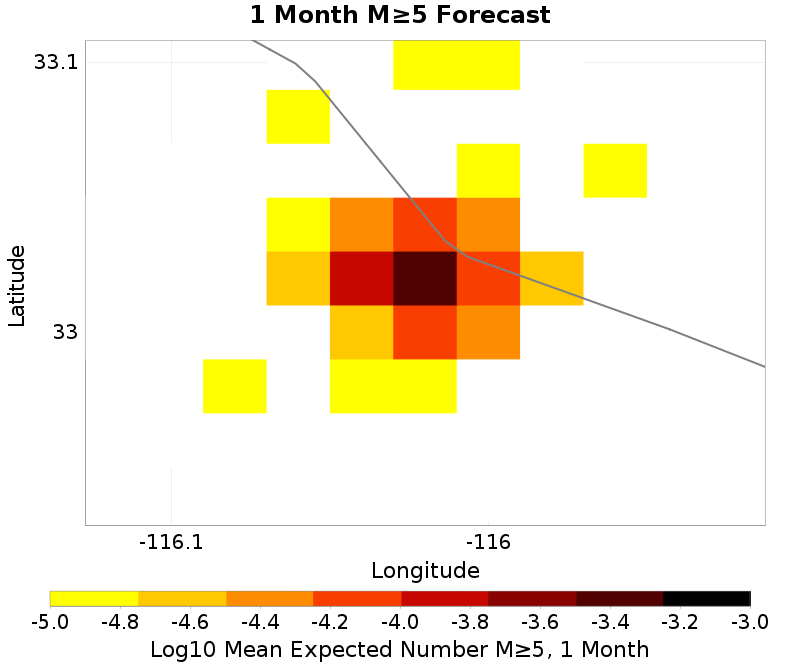 1 Month M≥5 Forecast
33.1
33
Latitude
-116.1 -116
Longitude
-5.0 -4.8 -4.6 -4.4 -4.2 -4.0 -3.8 -3.6 -3.4 -3.2 -3.0
Log10 Mean Expected Number M≥5, 1 Month